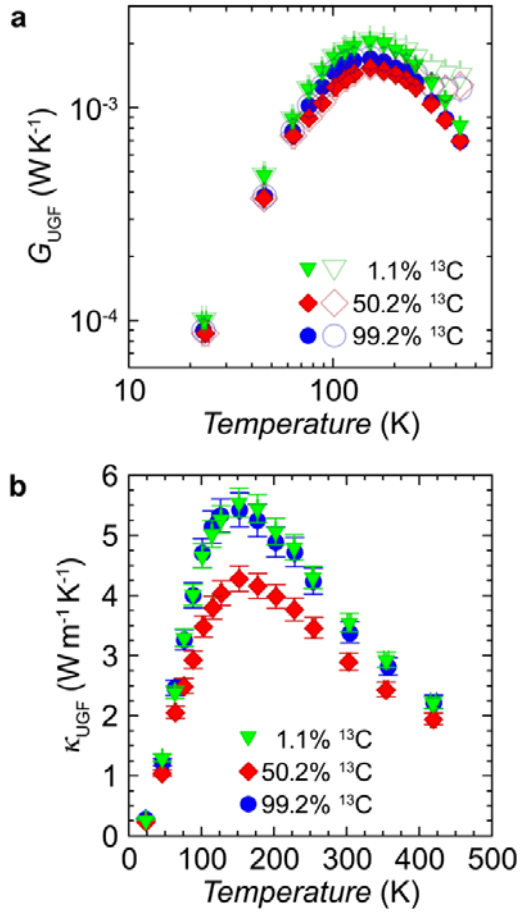 a
G_UGF (W K⁻¹)
10⁻³
10⁻⁴
1.1% ¹³C
50.2% ¹³C
99.2% ¹³C
10
100
Temperature (K)
b
κ_UGF (W m⁻¹ K⁻¹)
6
5
4
3
2
1
0
1.1% ¹³C
50.2% ¹³C
99.2% ¹³C
0 100 200 300 400 500
Temperature (K)